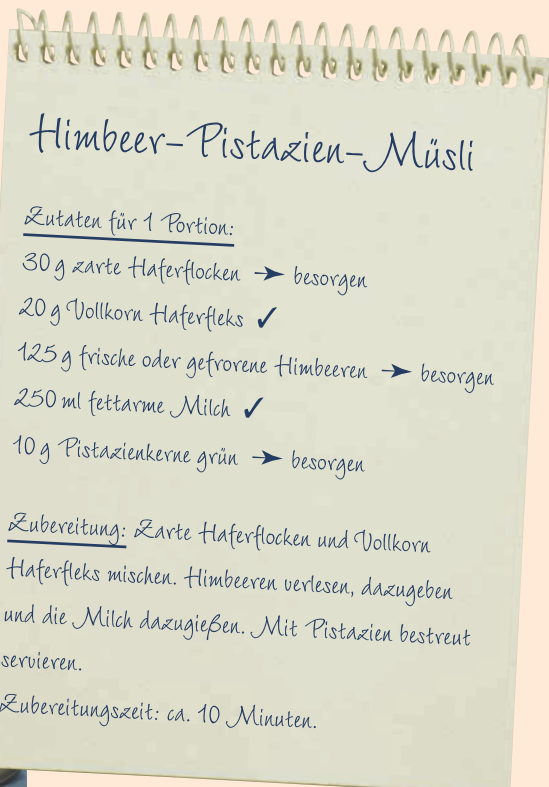 Himbeer-Pistazien-Müsli
Zutaten für 1 Portion:
30 g zarte Haferflocken ➔ besorgen
20 g Vollkorn Haferfleks ✓
125 g frische oder gefrorene Himbeeren ➔ besorgen
250 ml fettarme Milch ✓
10 g Pistazienkerne grün ➔ besorgen
Zubereitung: Zarte Haferflocken und Vollkorn
Haferfleks mischen. Himbeeren verlesen, dazugeben
und die Milch dazugießen. Mit Pistazien bestreut
servieren.
Zubereitungszeit: ca. 10 Minuten.